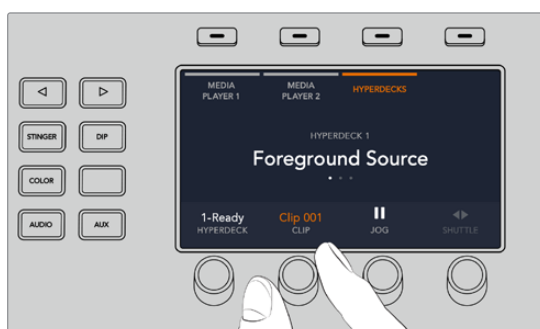 MEDIA
PLAYER 1
MEDIA
PLAYER 2
HYPERDECKS
HYPERDECK 1
Foreground Source
1-Ready
HYPERDECK
Clip 001
CLIP
JOG
SHUTTLE
STINGER
DIP
COLOR
AUDIO
AUX